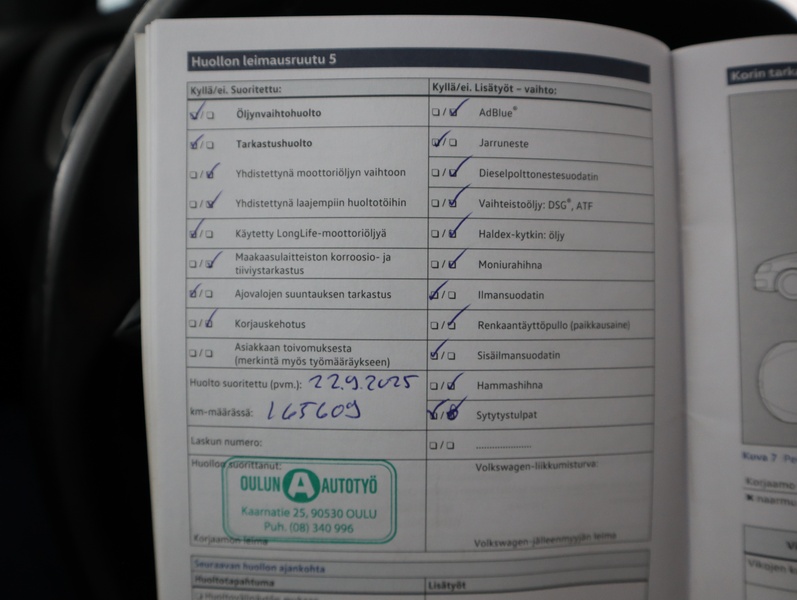 Huollon leimausruutu 5
Kyllä/ei. Suoritettu:
Öljynvaihtohuolto
Tarkastushuolto
Yhdistettynä moottoriöljyn vaihtoon
Yhdistettynä laajempiin huoltotöihin
Käytetty LongLife-moottoriöljyä
Maakaasulaitteiston korroosio- ja
tiiviystarkastus
Ajovalojen suuntauksen tarkastus
Korjauskehotus
Asiakkaan toivomuksesta
(merkintä myös työmääräykseen)
Huolto suoritettu (pvm.): 22.9.2025
km-määrässä: 165609
Laskun numero:
Huollon suorittanut:
OULUN A AUTOTYÖ
Kaarnatie 25, 90530 OULU
Puh. (08) 340 996
Korjaamon leima
Kyllä/ei. Lisätyöt – vaihto:
AdBlue®
Jarruneste
Dieselpolttonestesuodatin
Vaihteistoöljy: DSG®, ATF
Haldex-kytkin: öljy
Moniurahihna
Ilmansuodatin
Renkaantäyttöpullo (paikkausaine)
Sisäilmansuodatin
Hammashihna
Sytytystulpat
Volkswagen-liikkumisturva:
Volkswagen-jälleenmyyjän leima
Seuraavan huollon ajankohta
Huoltotapahtuma
Lisätyöt
Korin
Kuva 7